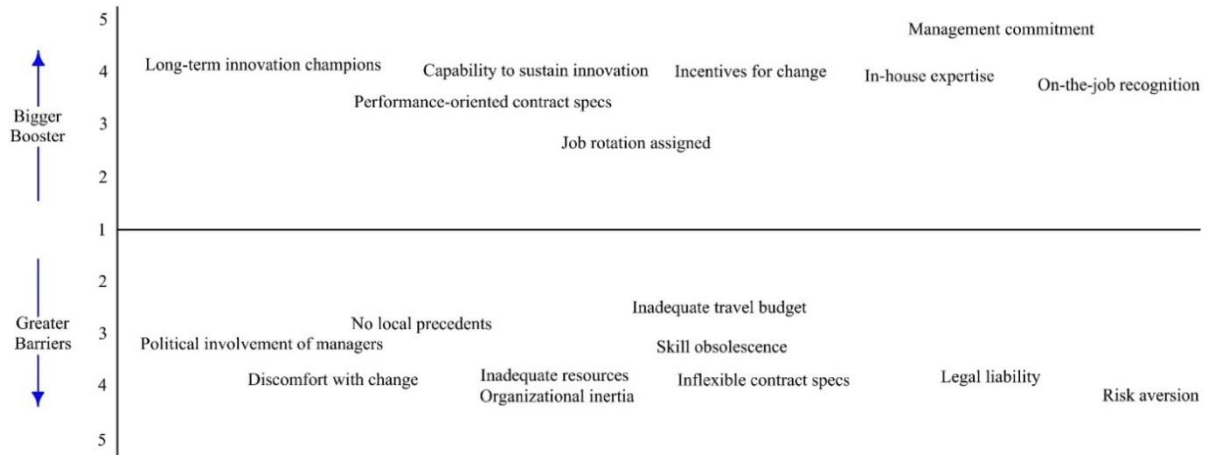 5
Management commitment
Long-term innovation champions
Capability to sustain innovation
Incentives for change
4
In-house expertise
On-the-job recognition
Performance-oriented contract specs
Bigger
Booster
3
Job rotation assigned
2
1
2
Inadequate travel budget
Greater
Barriers
No local precedents
3
Political involvement of managers
Skill obsolescence
Discomfort with change
Inadequate resources
Organizational inertia
Inflexible contract specs
Legal liability
4
Risk aversion
5